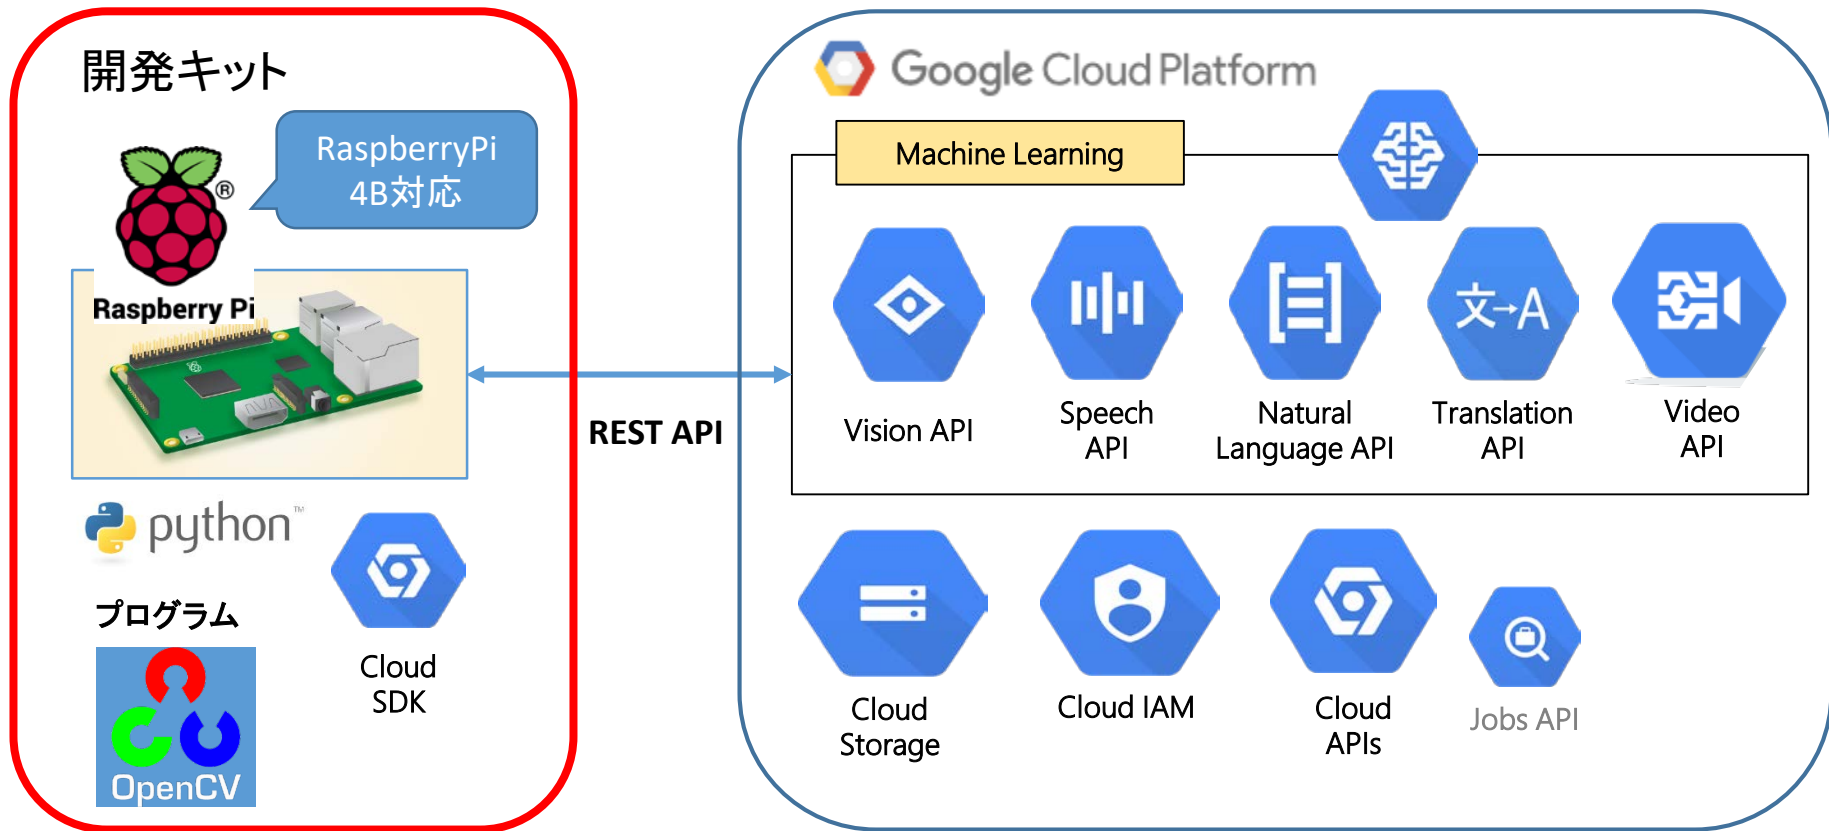 開発キット
RaspberryPi
4B対応
®
Raspberry Pi
python™
プログラム
OpenCV
Cloud
SDK
REST API
Google Cloud Platform
Machine Learning
文→A
Vision API
Speech
API
Natural
Language API
Translation
API
Video
API
Cloud
Storage
Cloud IAM
Cloud
APIs
Jobs API